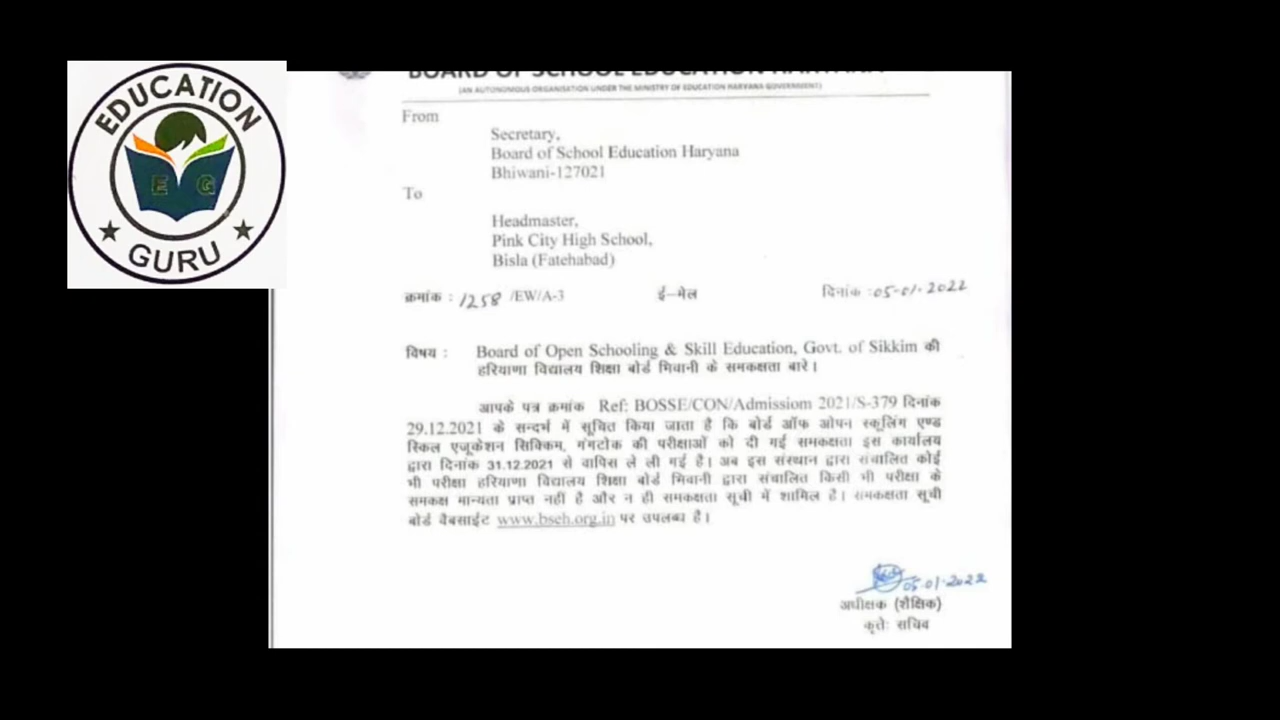 EDUCATION
E G
GURU
BOARD OF SCHOOL EDUCATION HARYANA
(AN AUTONOMOUS ORGANISATION UNDER THE MINISTRY OF EDUCATION HARYANA GOVERNMENT)
From
Secretary,
Board of School Education Haryana
Bhiwani-127021
To
Headmaster,
Pink City High School,
Bisla (Fatehabad)
क्रमांक : 1258 /EW/A-3 ई-मेल दिनांक :05-01-2022
विषय : Board of Open Schooling & Skill Education, Govt. of Sikkim की
हरियाणा विद्यालय शिक्षा बोर्ड भिवानी के समकक्षता बारे।
आपके पत्र क्रमांक Ref: BOSSE/CON/Admissiom 2021/S-379 दिनांक
29.12.2021 के सन्दर्भ में सूचित किया जाता है कि बोर्ड ऑफ ओपन स्कूलिंग एण्ड
स्किल एजूकेशन सिक्किम, गंगटोक की परीक्षाओं को दी गई समकक्षता इस कार्यालय
द्वारा दिनांक 31.12.2021 से वापिस ले ली गई है। अब इस संस्थान द्वारा संचालित कोई
भी परीक्षा हरियाणा विद्यालय शिक्षा बोर्ड भिवानी द्वारा संचालित किसी भी परीक्षा के
समकक्ष मान्यता प्राप्त नहीं है और न ही समकक्षता सूची में शामिल है। समकक्षता सूची
बोर्ड वैबसाईट www.bseh.org.in पर उपलब्ध है।
05-01-2022
अधीक्षक (शैक्षिक)
कृतेः सचिव